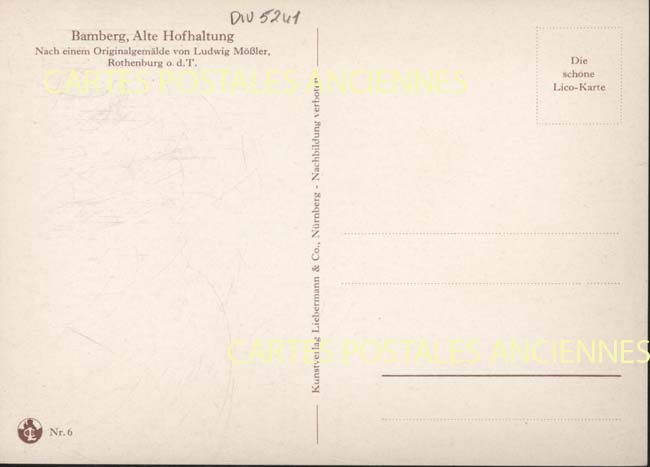 DIV 5241
Bamberg, Alte Hofhaltung
Nach einem Originalgemälde von Ludwig Mößler,
Rothenburg o. d. T.
CARTES POSTALES ANCIENNES
Die
schöne
Lico-Karte
Kunstverlag Liebermann & Co., Nürnberg - Nachbildung verboten
CARTES POSTALES ANCIENNES
Nr. 6